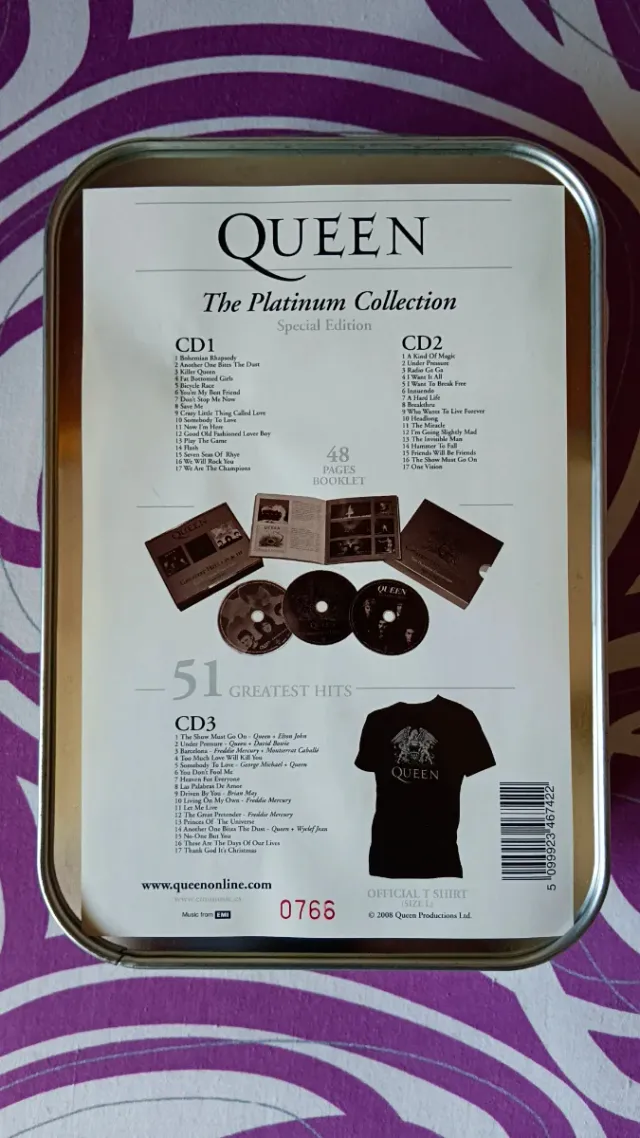 QUEEN
The Platinum Collection
Special Edition
CD1
1 Bohemian Rhapsody
2 Another One Bites The Dust
3 Killer Queen
4 Fat Bottomed Girls
5 Bicycle Race
6 You're My Best Friend
7 Don't Stop Me Now
8 Save Me
9 Crazy Little Thing Called Love
10 Somebody To Love
11 Now I'm Here
12 Good Old Fashioned Lover Boy
13 Play The Game
14 Flash
15 Seven Seas Of Rhye
16 We Will Rock You
17 We Are The Champions
CD2
1 A Kind Of Magic
2 Under Pressure
3 Radio Ga Ga
4 I Want It All
5 I Want To Break Free
6 Innuendo
7 A Hard Life
8 Breakthru
9 Who Wants To Live Forever
10 Headlong
11 The Miracle
12 I'm Going Slightly Mad
13 The Invisible Man
14 Hammer To Fall
15 Friends Will Be Friends
16 The Show Must Go On
17 One Vision
48
PAGES
BOOKLET
QUEEN
QUEEN
QUEEN
51 GREATEST HITS
CD3
1 The Show Must Go On - Queen + Elton John
2 Under Pressure - Queen + David Bowie
3 Barcelona - Freddie Mercury + Montserrat Caballé
4 Too Much Love Will Kill You
5 Somebody To Love - George Michael + Queen
6 You Don't Fool Me
7 Heaven For Everyone
8 Las Palabras De Amor
9 Driven By You - Brian May
10 Living On My Own - Freddie Mercury
11 Let Me Live
12 The Great Pretender - Freddie Mercury
13 Princes Of The Universe
14 Another One Bites The Dust - Queen + Wyclef Jean
15 No One But You
16 These Are The Days Of Our Lives
17 Thank God It's Christmas
QUEEN
OFFICIAL T SHIRT
(SIZE L)
© 2008 Queen Productions Ltd.
5 099923 467422
www.queenonline.com
www.emimusic.es
Music from EMI
0766